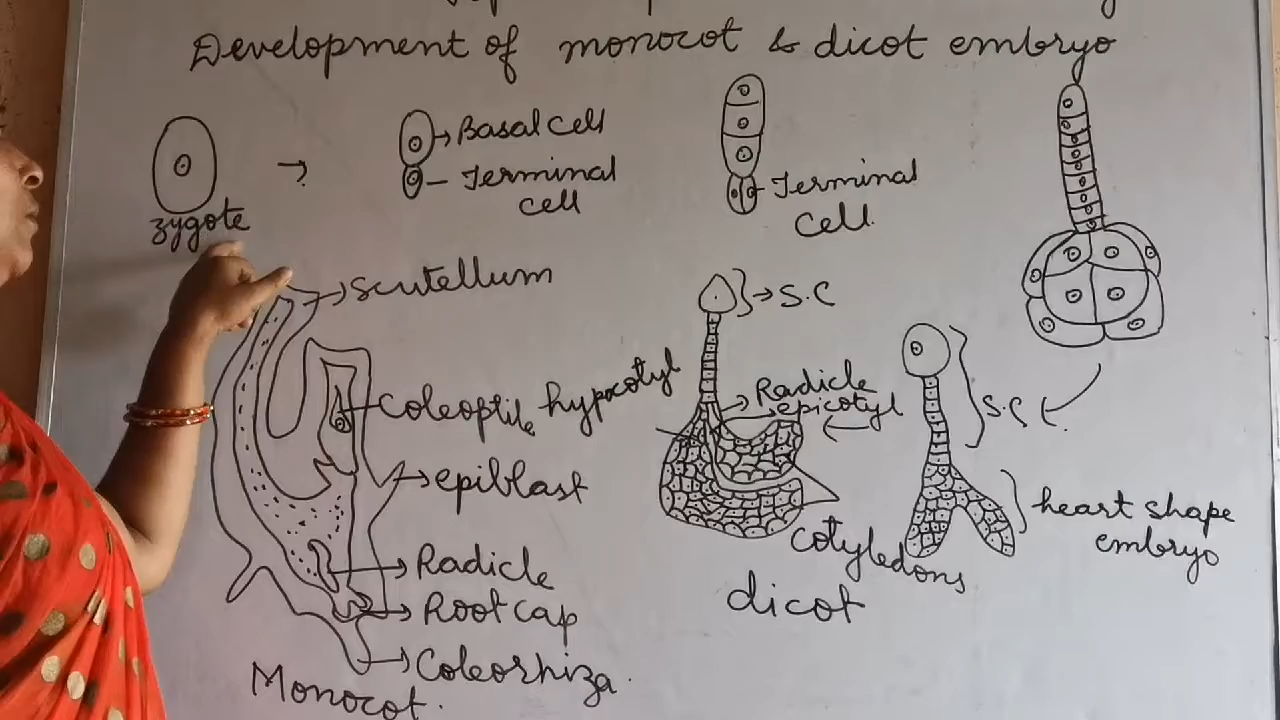 Development of monocot & dicot embryo
zygote
Basal cell
Terminal
cell
Terminal
cell
scutellum
Coleoptile
epiblast
Radicle
Root cap
Coleorhiza.
Monocot.
S.C
hypocotyl
Radicle
epicotyl
cotyledons
dicot
S.C
heart shape
embryo